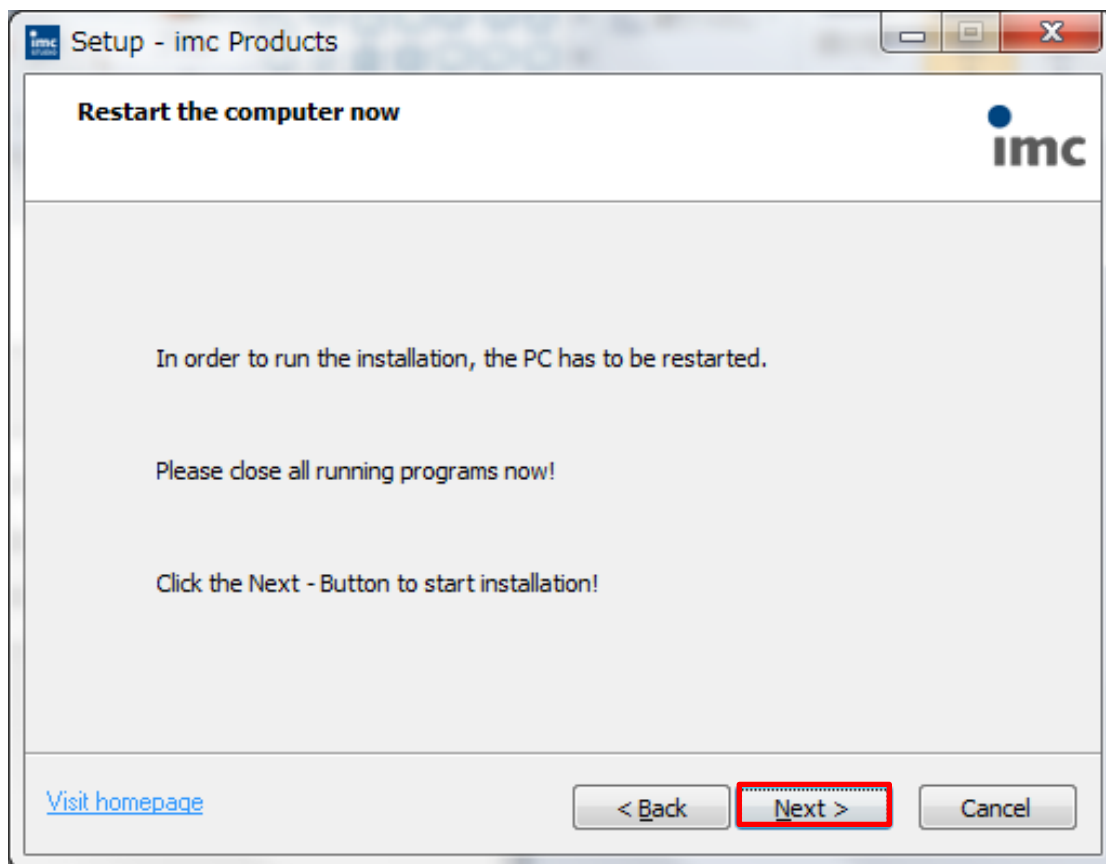 imc
STUDIO
Setup - imc Products
Restart the computer now
imc
In order to run the installation, the PC has to be restarted.
Please close all running programs now!
Click the Next - Button to start installation!
Visit homepage
< Back
Next >
Cancel